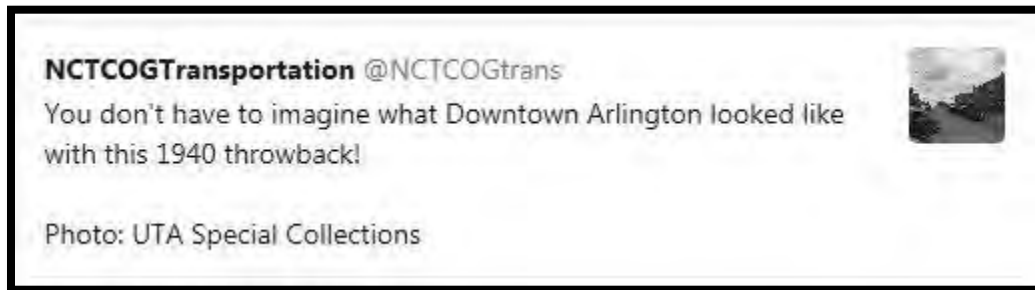 NCTCOGTransportation @NCTCOGtrans
You don't have to imagine what Downtown Arlington looked like
with this 1940 throwback!
Photo: UTA Special Collections